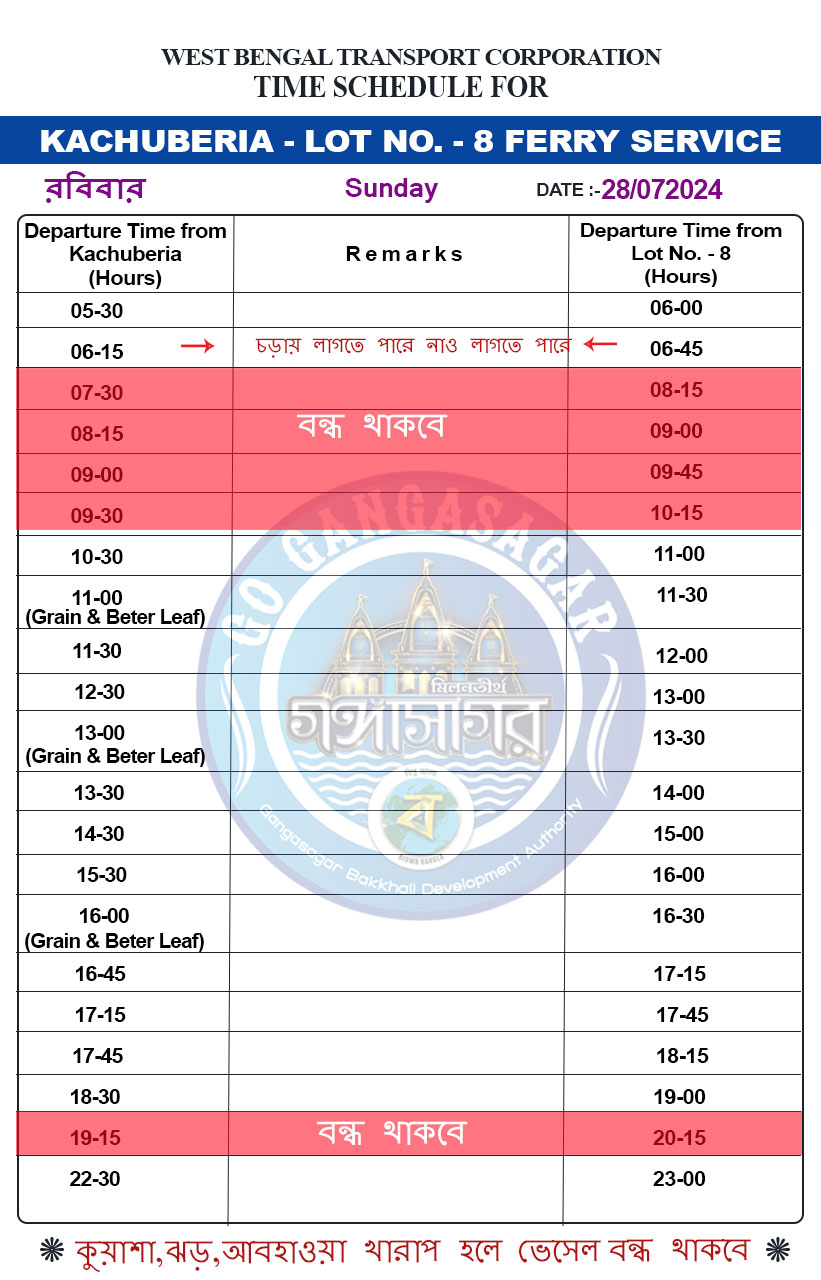 WEST BENGAL TRANSPORT CORPORATION
TIME SCHEDULE FOR
KACHUBERIA - LOT NO. - 8 FERRY SERVICE
রবিবার Sunday DATE :-28/072024
Departure Time from Kachuberia (Hours) Remarks Departure Time from Lot No. - 8 (Hours)
05-30 06-00
06-15 → চড়ায় লাগতে পারে নাও লাগতে পারে ← 06-45
07-30 08-15
বন্ধ থাকবে
08-15 09-00
09-00 09-45
09-30 10-15
10-30 11-00
11-00 11-30
(Grain & Beter Leaf)
11-30 12-00
12-30 13-00
13-00 13-30
(Grain & Beter Leaf)
13-30 14-00
14-30 15-00
15-30 16-00
16-00 16-30
(Grain & Beter Leaf)
16-45 17-15
17-15 17-45
17-45 18-15
18-30 19-00
19-15 বন্ধ থাকবে 20-15
22-30 23-00
কুয়াশা,ঝড়,আবহাওয়া খারাপ হলে ভেসেল বন্ধ থাকবে
GO GANGASAGAR
মিলনতীর্থ
গঙ্গাসাগর
ব
BISWA BANGLA
Gangasagar Bakkhali Development Authority